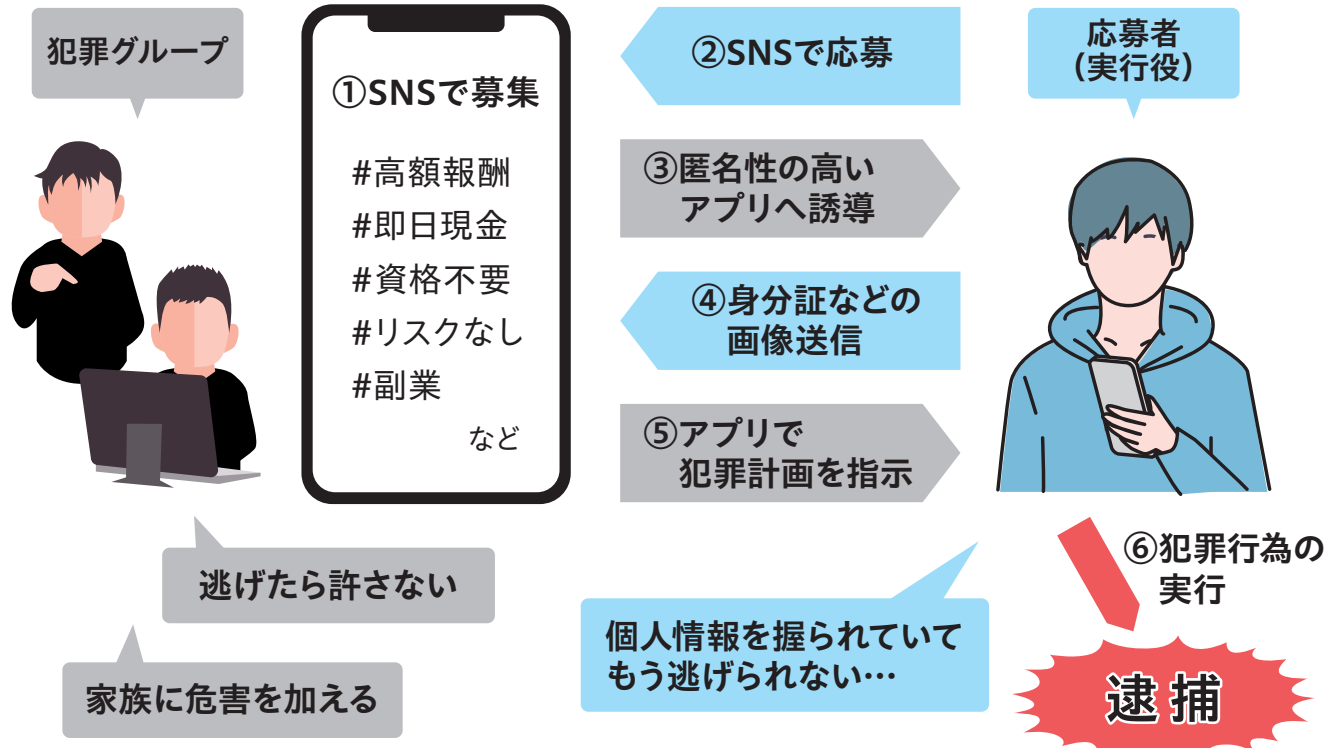 犯罪グループ
①SNSで募集
#高額報酬
#即日現金
#資格不要
#リスクなし
#副業
など
②SNSで応募
③匿名性の高い
アプリへ誘導
④身分証などの
画像送信
⑤アプリで
犯罪計画を指示
応募者
(実行役)
逃げたら許さない
家族に危害を加える
個人情報を握られていて
もう逃げられない…
⑥犯罪行為の
実行
逮捕